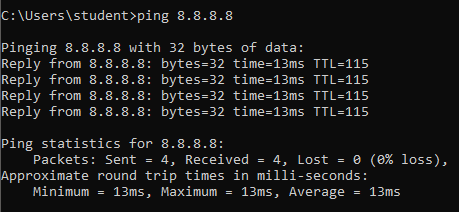 C:\Users\student>ping 8.8.8.8
Pinging 8.8.8.8 with 32 bytes of data:
Reply from 8.8.8.8: bytes=32 time=13ms TTL=115
Reply from 8.8.8.8: bytes=32 time=13ms TTL=115
Reply from 8.8.8.8: bytes=32 time=13ms TTL=115
Reply from 8.8.8.8: bytes=32 time=13ms TTL=115
Ping statistics for 8.8.8.8:
    Packets: Sent = 4, Received = 4, Lost = 0 (0% loss),
Approximate round trip times in milli-seconds:
    Minimum = 13ms, Maximum = 13ms, Average = 13ms